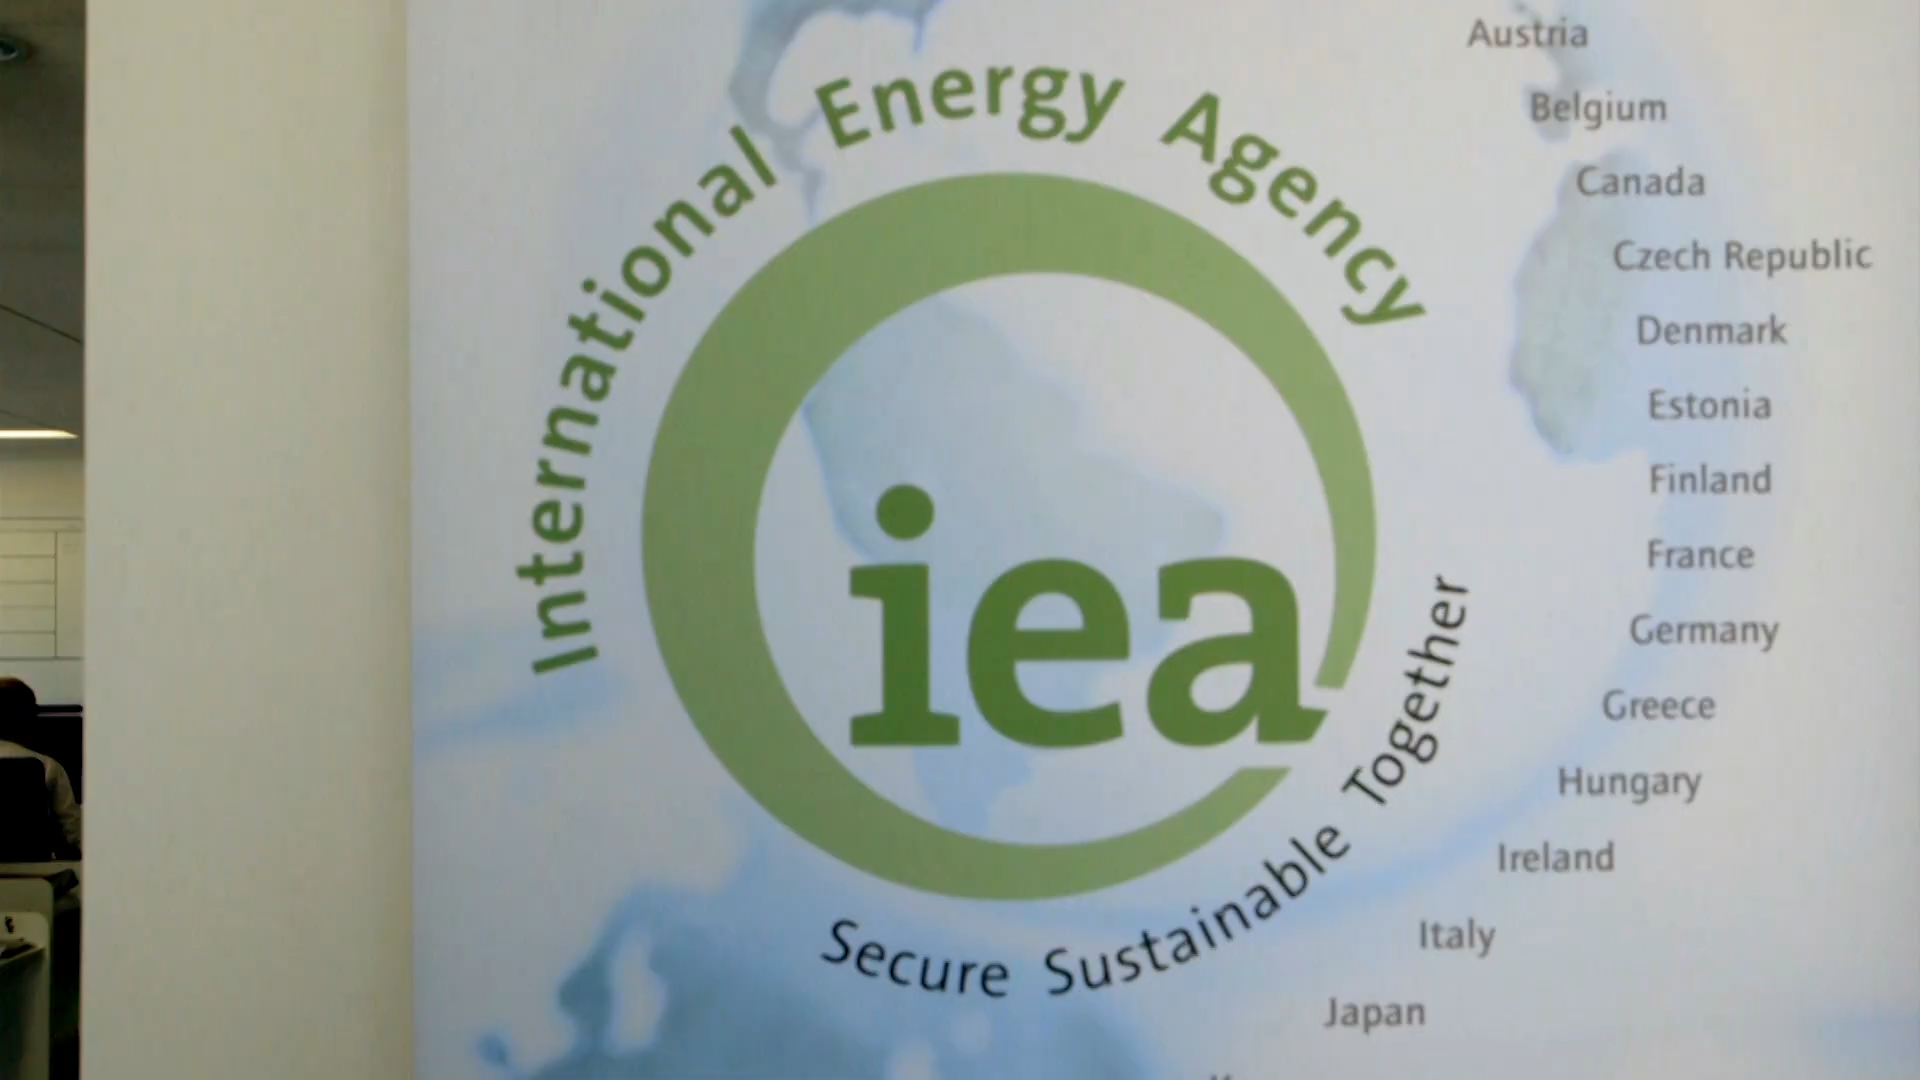 International Energy Agency
iea
Secure Sustainable Together
Austria
Belgium
Canada
Czech Republic
Denmark
Estonia
Finland
France
Germany
Greece
Hungary
Ireland
Italy
Japan